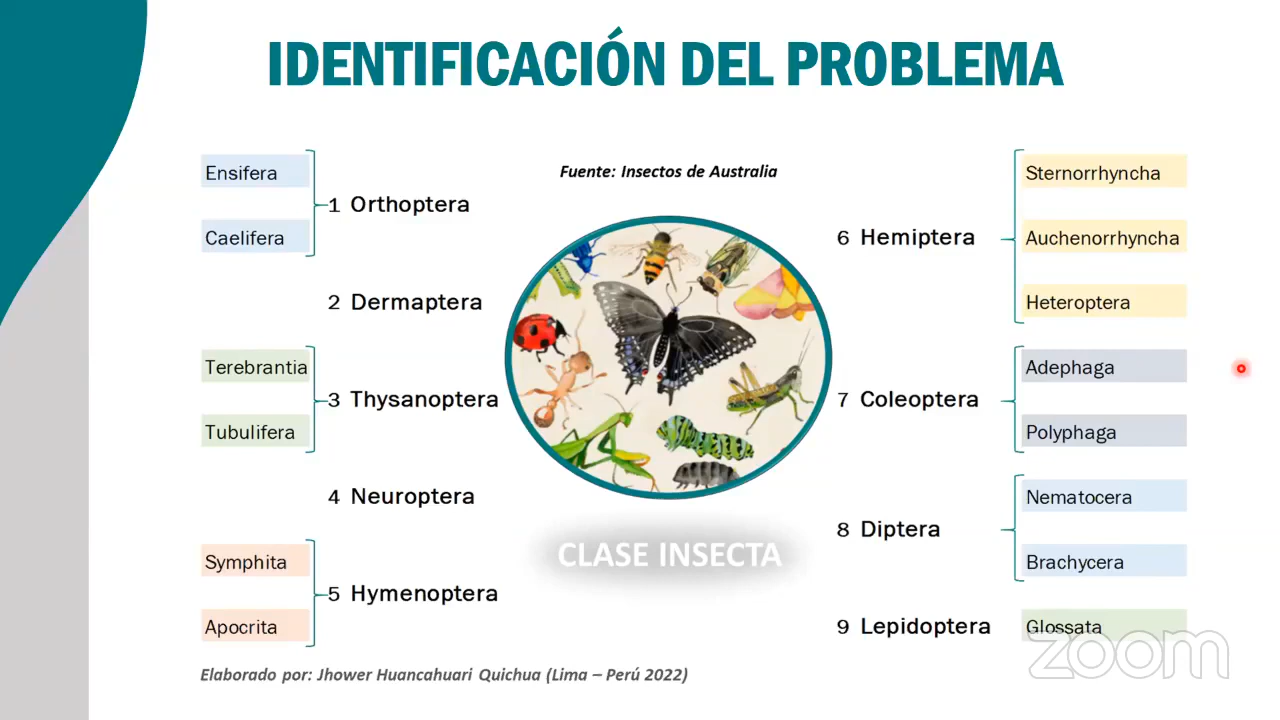 IDENTIFICACIÓN DEL PROBLEMA
Fuente: Insectos de Australia
Ensifera
1 Orthoptera
Caelifera
2 Dermaptera
Terebrantia
3 Thysanoptera
Tubulifera
4 Neuroptera
Symphita
5 Hymenoptera
Apocrita
CLASE INSECTA
Sternorrhyncha
6 Hemiptera
Auchenorrhyncha
Heteroptera
Adephaga
7 Coleoptera
Polyphaga
Nematocera
8 Diptera
Brachycera
9 Lepidoptera
Glossata
zoom
Elaborado por: Jhower Huancahuari Quichua (Lima – Perú 2022)